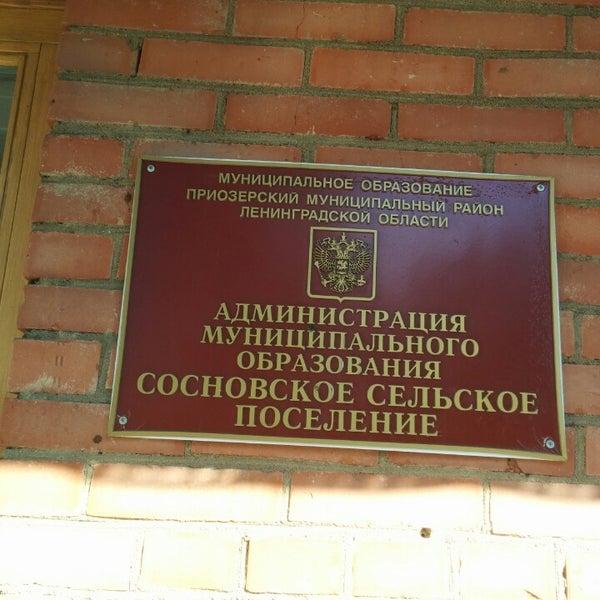 МУНИЦИПАЛЬНОЕ ОБРАЗОВАНИЕ
ПРИОЗЕРСКИЙ МУНИЦИПАЛЬНЫЙ РАЙОН
ЛЕНИНГРАДСКОЙ ОБЛАСТИ
АДМИНИСТРАЦИЯ
МУНИЦИПАЛЬНОГО
ОБРАЗОВАНИЯ
СОСНОВСКОЕ СЕЛЬСКОЕ
ПОСЕЛЕНИЕ